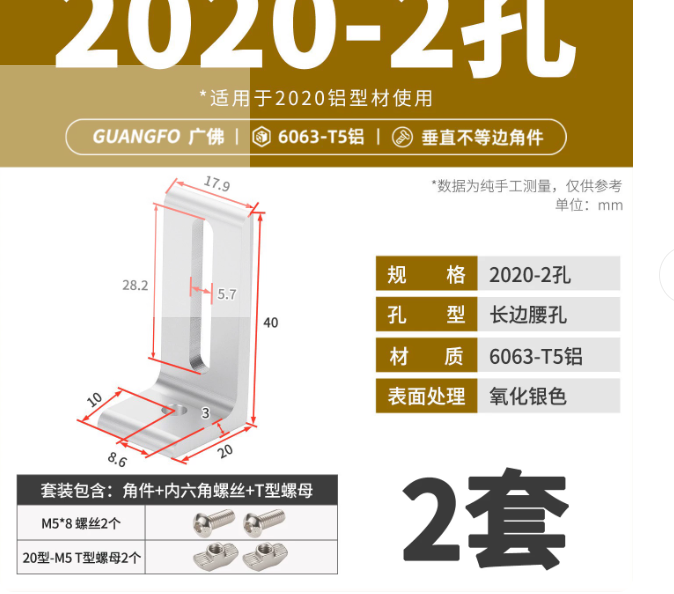 2020-2孔
*适用于2020铝型材使用
GUANGFO 广佛 | 6063-T5铝 | 垂直不等边角件
*数据为纯手工测量，仅供参考
单位：mm
17.9
28.2
5.7
40
10
3
8.6
20
规 格 2020-2孔
孔 型 长边腰孔
材 质 6063-T5铝
表面处理 氧化银色
套装包含：角件+内六角螺丝+T型螺母
M5*8 螺丝2个
20型-M5 T型螺母2个
2套